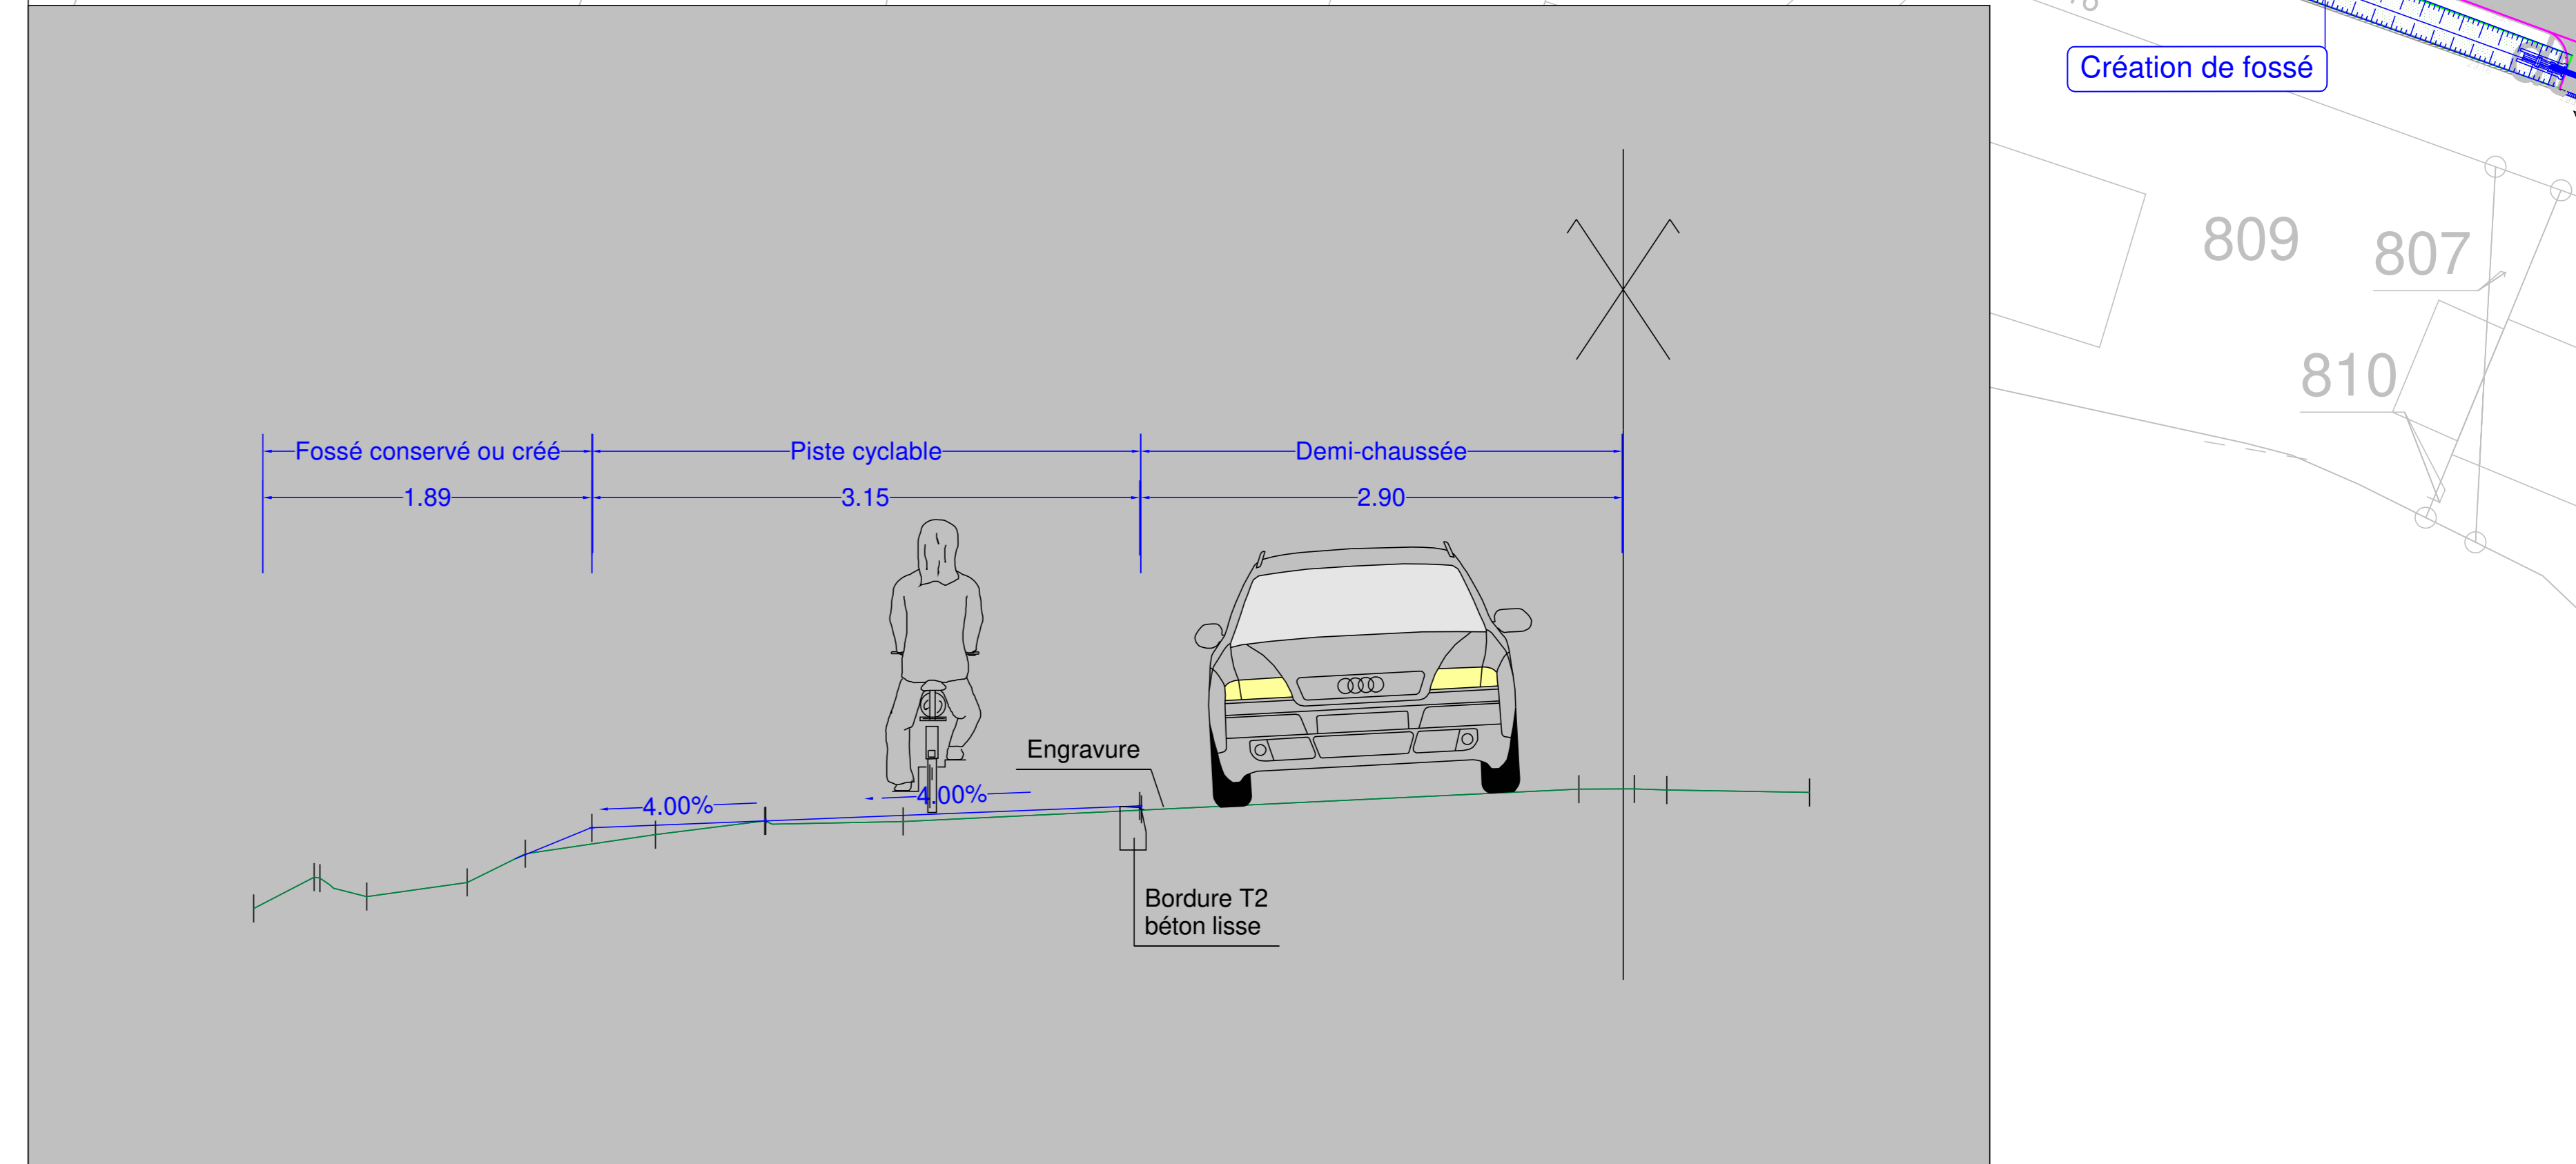 Création de fossé
809
807
810
Fossé conservé ou créé
Piste cyclable
Demi-chaussée
1.89
3.15
2.90
Engravure
4.00%
4.00%
Bordure T2
béton lisse